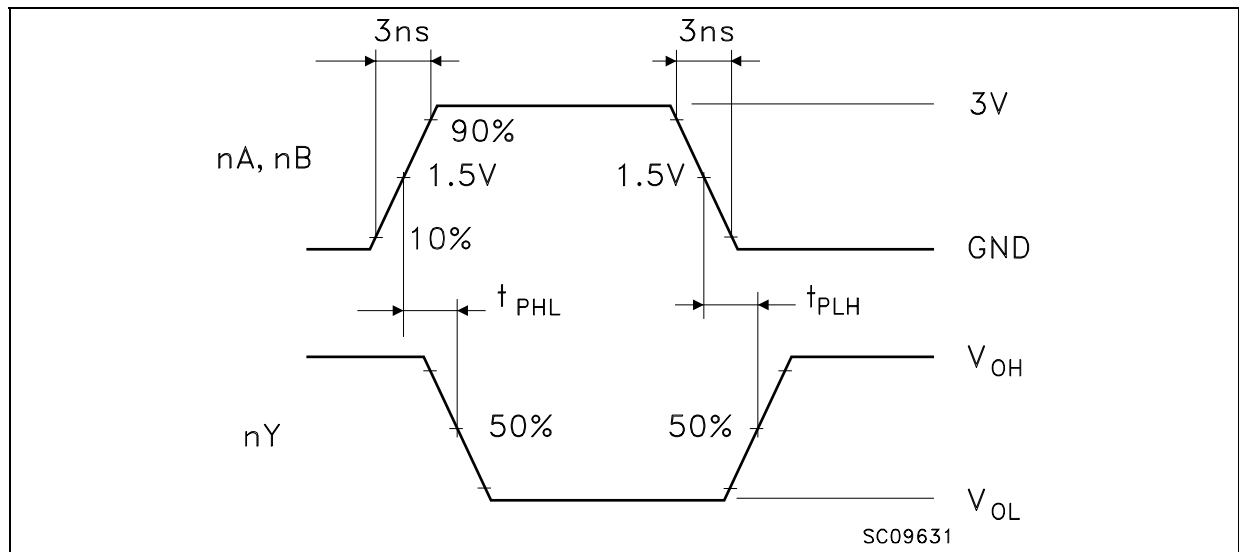 3ns
3ns
3V
90%
nA, nB
1.5V
1.5V
10%
GND
t PHL
tPLH
VOH
50%
50%
nY
VOL
SC09631